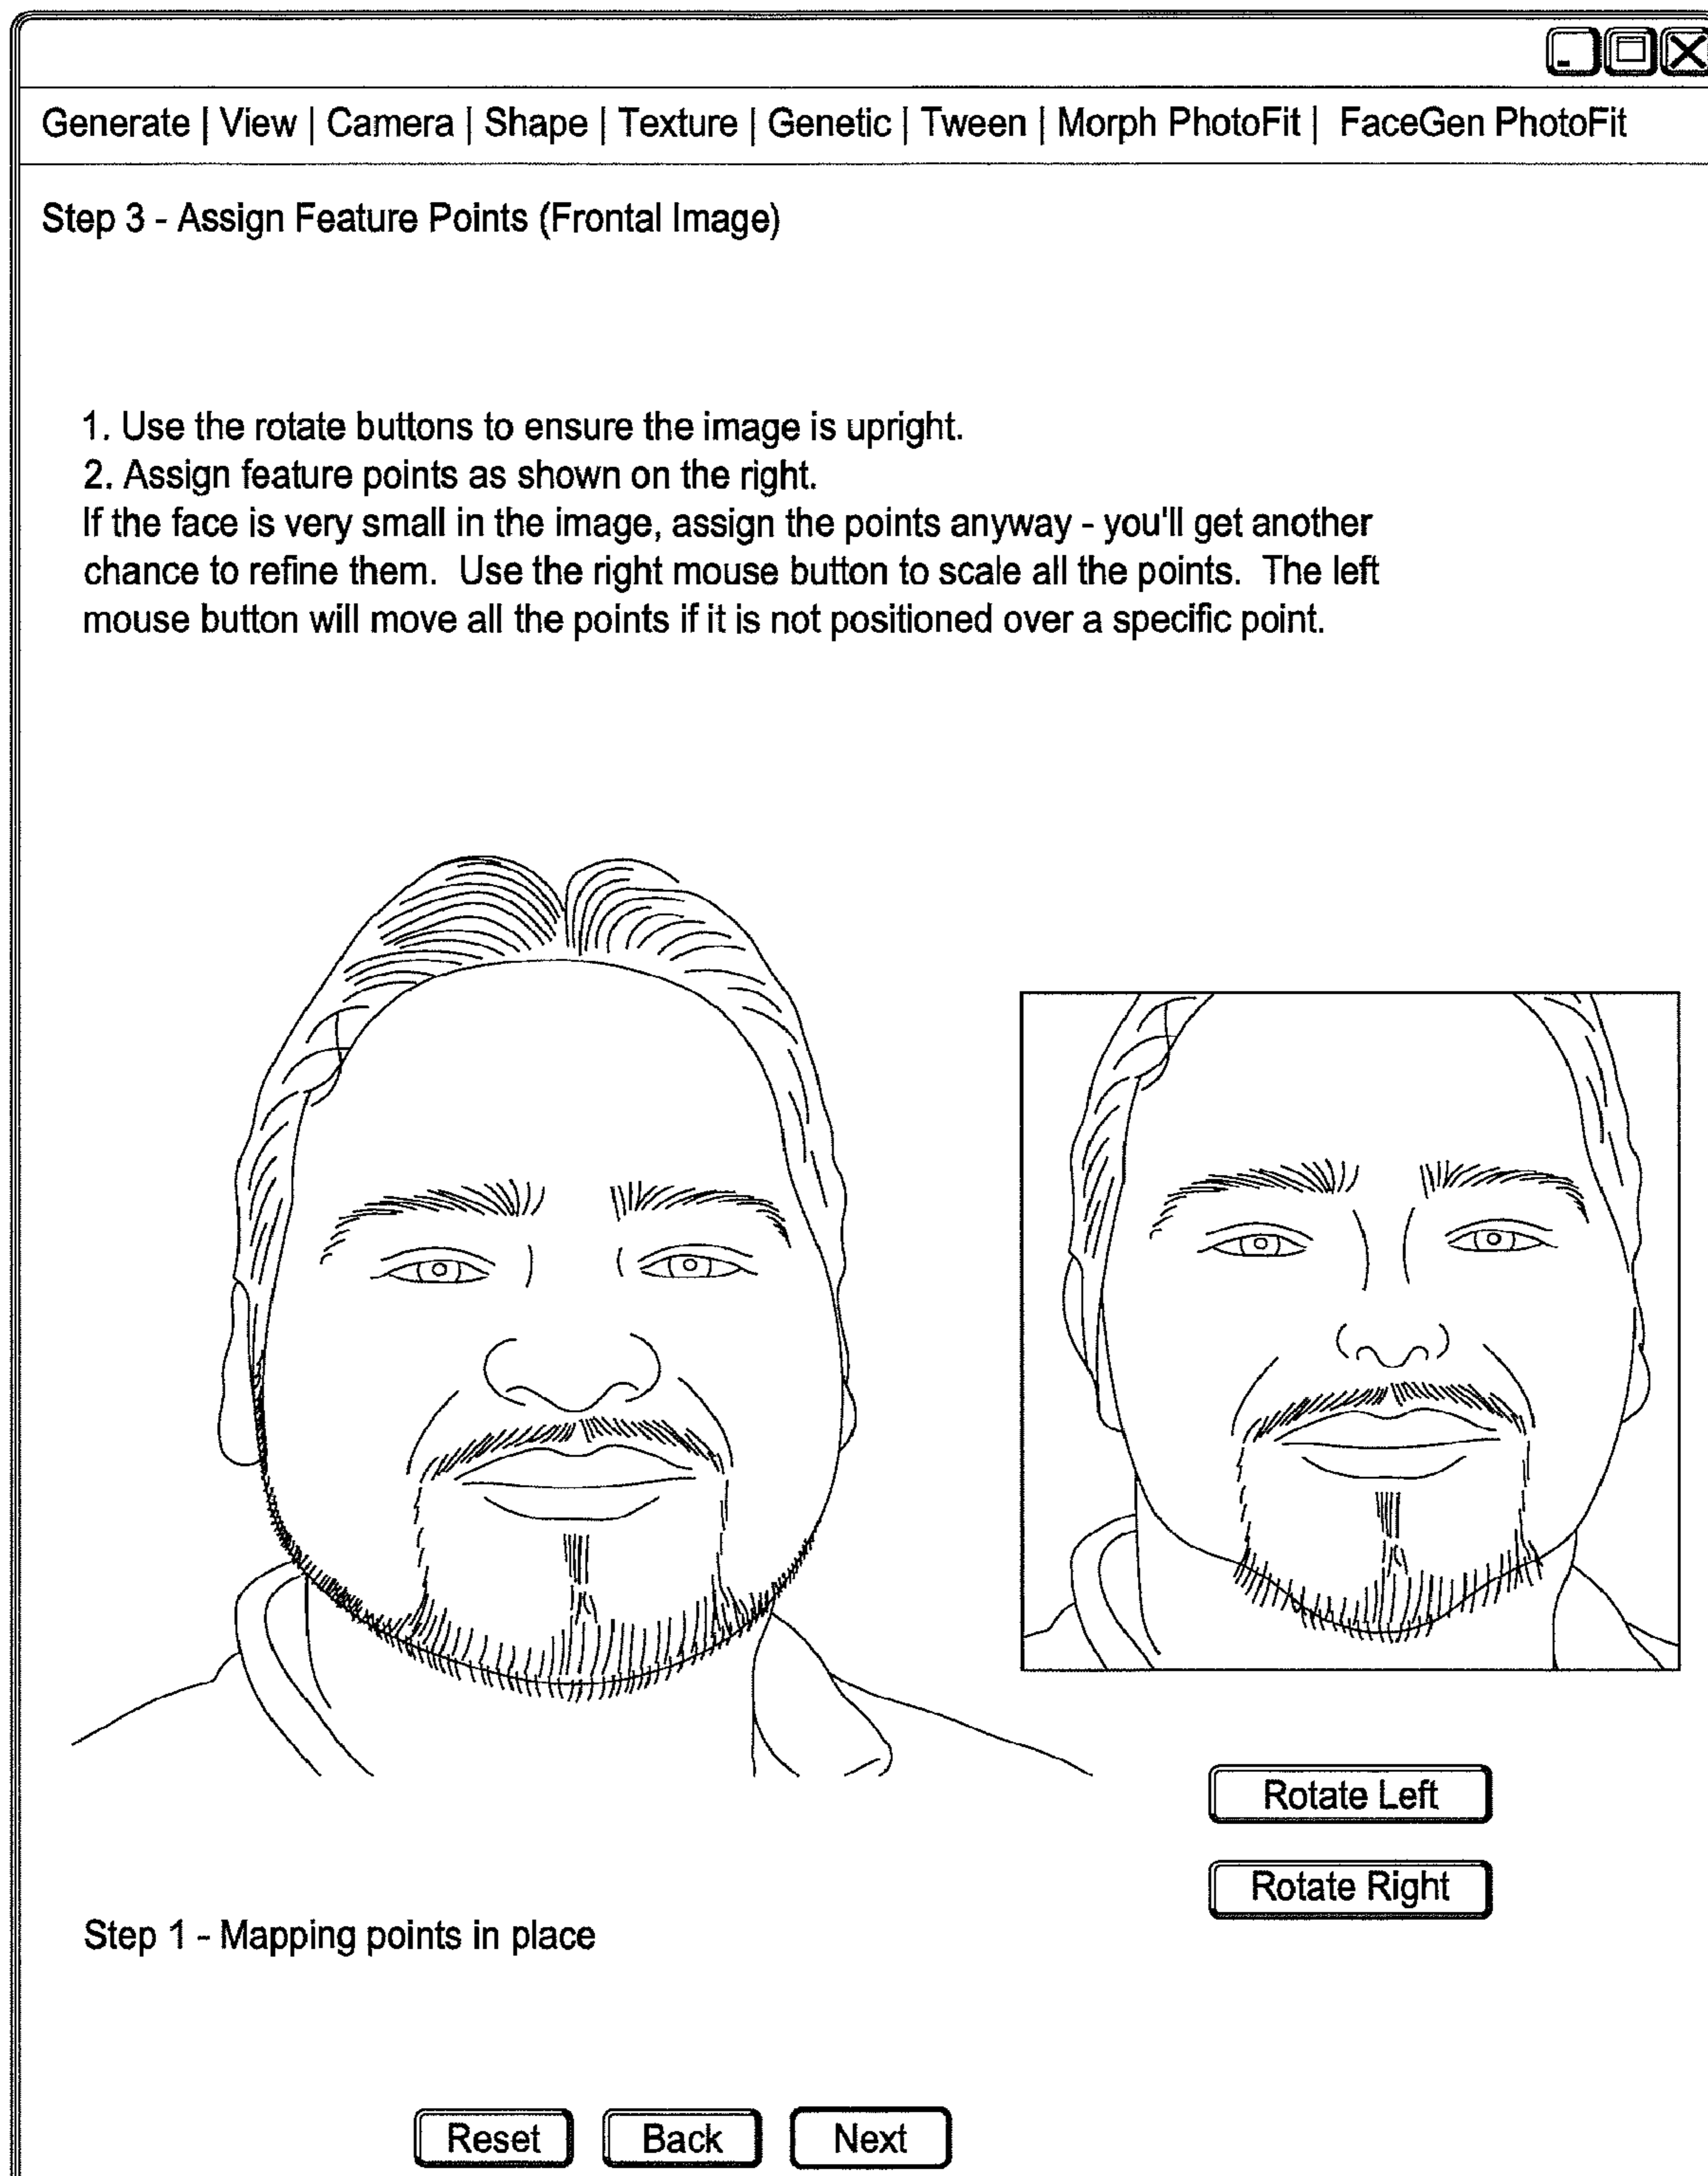 Generate | View | Camera | Shape | Texture | Genetic | Tween | Morph PhotoFit | FaceGen PhotoFit
Step 3 - Assign Feature Points (Frontal Image)
1. Use the rotate buttons to ensure the image is upright.
2. Assign feature points as shown on the right.
If the face is very small in the image, assign the points anyway - you'll get another
chance to refine them.  Use the right mouse button to scale all the points.  The left
mouse button will move all the points if it is not positioned over a specific point.
Rotate Left
Rotate Right
Step 1 - Mapping points in place
Reset
Back
Next